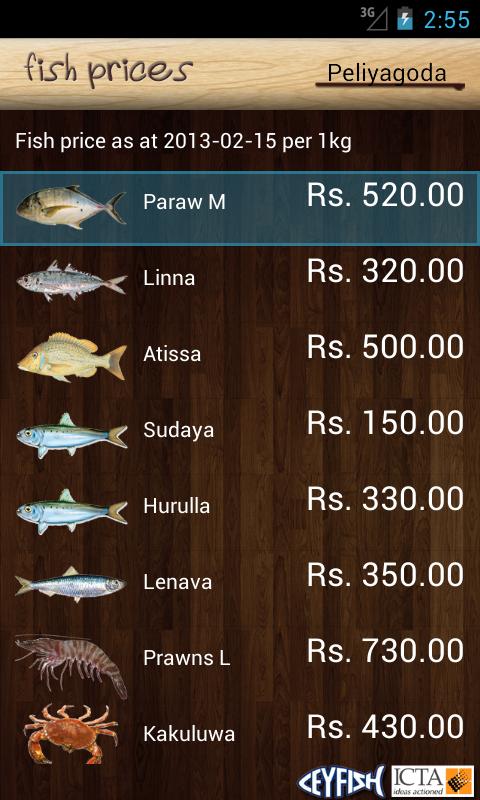 3G 2:55
fish prices Peliyagoda
Fish price as at 2013-02-15 per 1kg
Paraw M Rs. 520.00
Linna Rs. 320.00
Atissa Rs. 500.00
Sudaya Rs. 150.00
Hurulla Rs. 330.00
Lenava Rs. 350.00
Prawns L Rs. 730.00
Kakuluwa Rs. 430.00
CEYFISH ICTA
ideas actioned